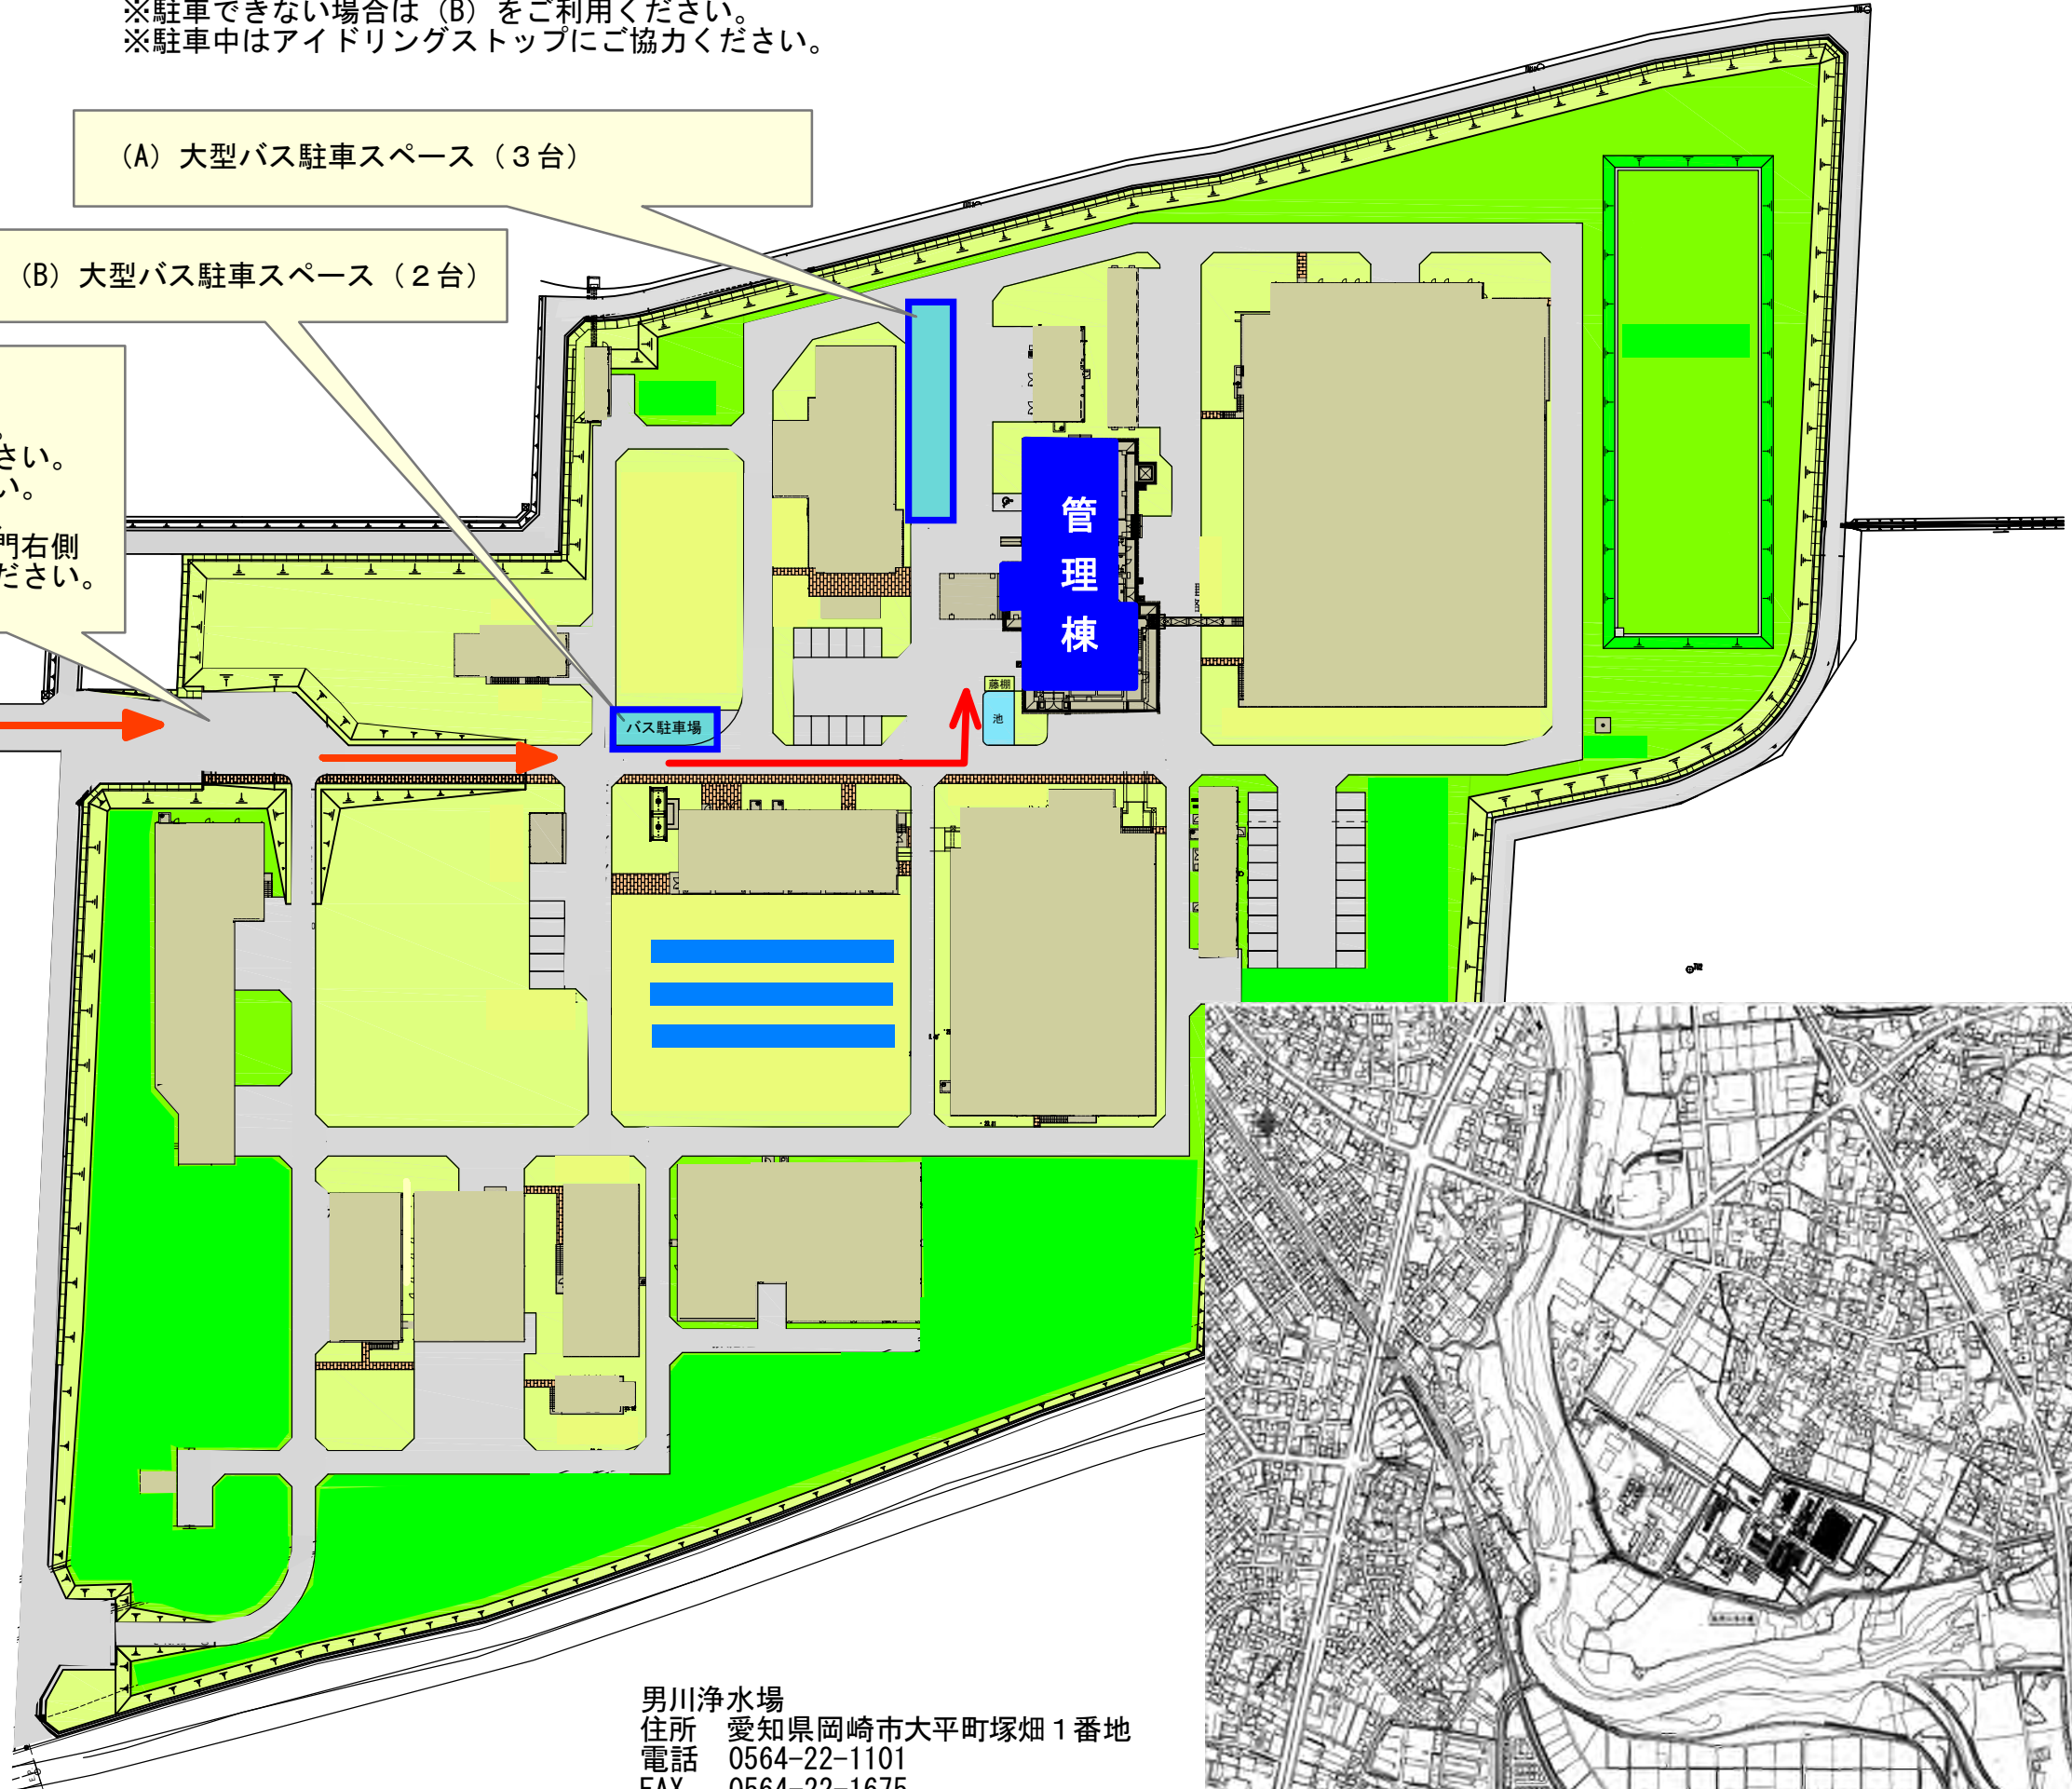 ※駐車できない場合は（B）をご利用ください。
※駐車中はアイドリングストップにご協力ください。
（A）大型バス駐車スペース（３台）
（B）大型バス駐車スペース（２台）
さい。
い。
門右側
ださい。
管理棟
藤棚
池
バス駐車場
男川浄水場
住所　愛知県岡崎市大平町塚畑１番地
電話　0564-22-1101
FAX　0564-22-1675